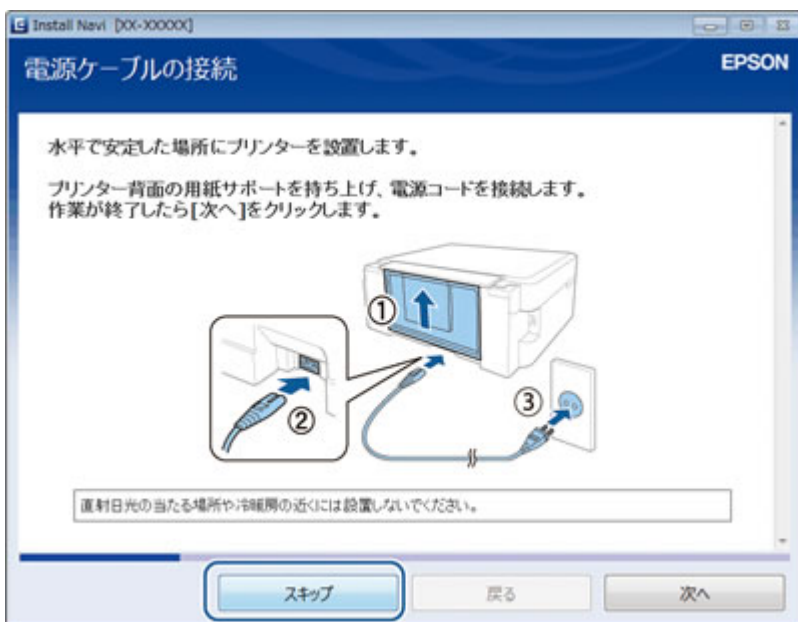 Install Navi [XX-XXXXX]
電源ケーブルの接続
EPSON
水平で安定した場所にプリンターを設置します。
プリンター背面の用紙サポートを持ち上げ、電源コードを接続します。
作業が終了したら[次へ]をクリックします。
①
②
③
直射日光の当たる場所や冷暖房の近くには設置しないでください。
スキップ
戻る
次へ